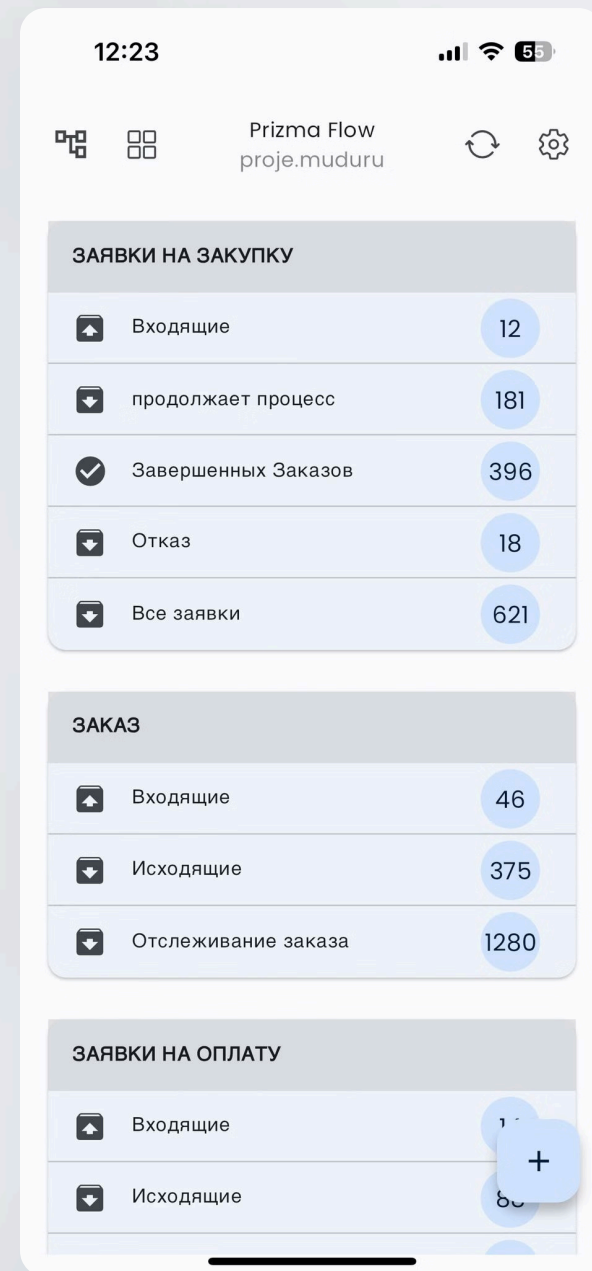 12:23
55
Prizma Flow
proje.muduru
ЗАЯВКИ НА ЗАКУПКУ
Входящие 12
продолжает процесс 181
Завершенных Заказов 396
Отказ 18
Все заявки 621
ЗАКАЗ
Входящие 46
Исходящие 375
Отслеживание заказа 1280
ЗАЯВКИ НА ОПЛАТУ
Входящие
Исходящие